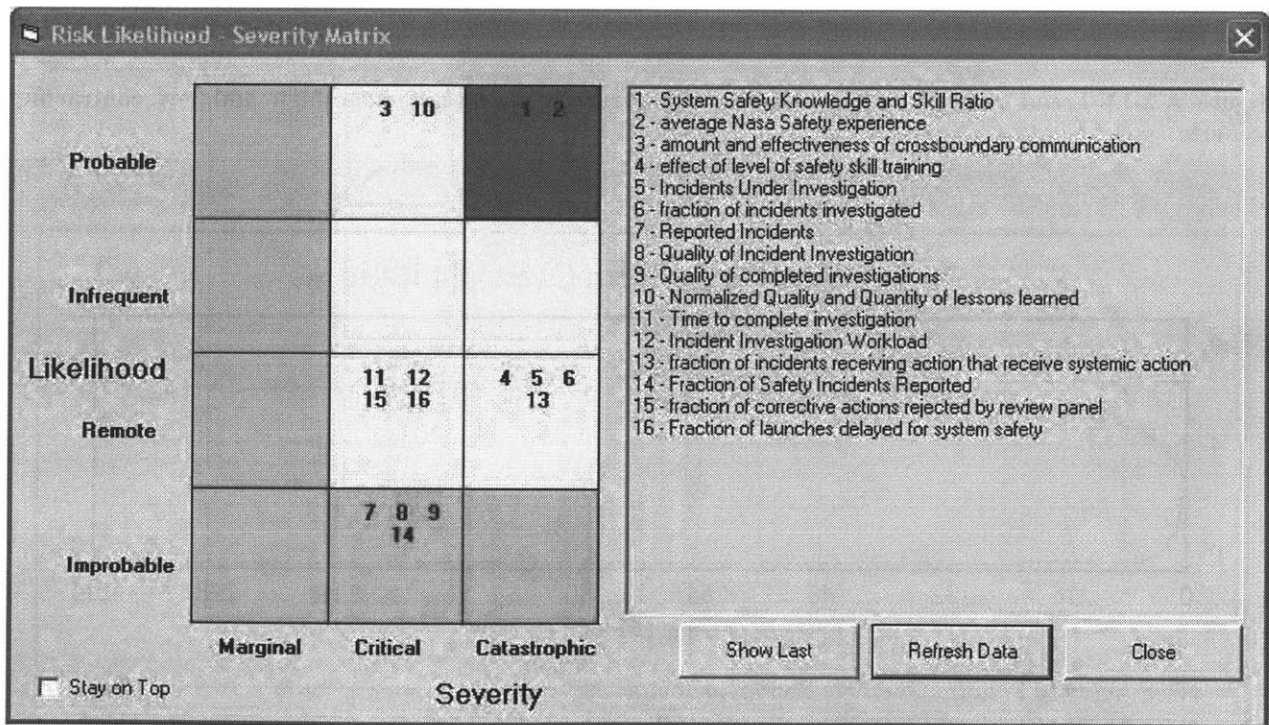 Risk Likelihood - Severity Matrix
3 10
1 2
Probable
Infrequent
Likelihood
11 12
15 16
4 5 6
13
Remote
7 8 9
14
Improbable
Marginal
Critical
Catastrophic
Stay on Top
Severity
1 - System Safety Knowledge and Skill Ratio
2 - average Nasa Safety experience
3 - amount and effectiveness of crossboundary communication
4 - effect of level of safety skill training
5 - Incidents Under Investigation
6 - fraction of incidents investigated
7 - Reported Incidents
8 - Quality of Incident Investigation
9 - Quality of completed investigations
10 - Normalized Quality and Quantity of lessons learned
11 - Time to complete investigation
12 - Incident Investigation Workload
13 - fraction of incidents receiving action that receive systemic action
14 - Fraction of Safety Incidents Reported
15 - fraction of corrective actions rejected by review panel
16 - Fraction of launches delayed for system safety
Show Last
Refresh Data
Close